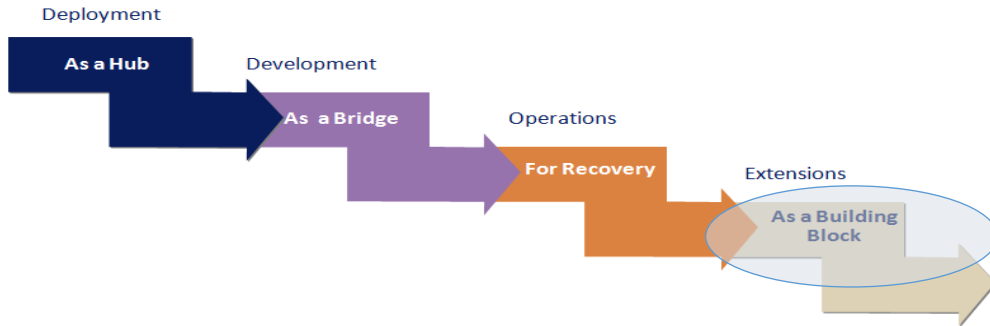 Deployment
As a Hub
Development
As a Bridge
Operations
For Recovery
Extensions
As a Building
Block